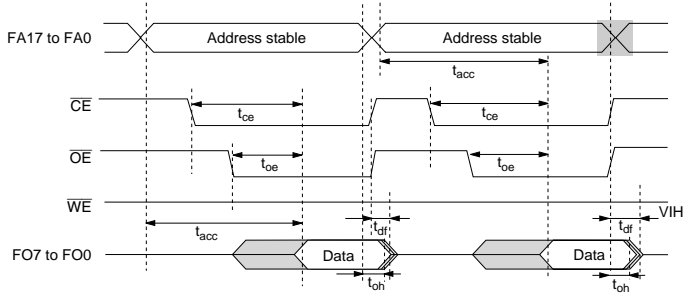 FA17 to FA0 Address stable Address stable
tacc
CE tce tce
OE toe toe
WE VIH
tacc tdf tdf
FO7 to FO0 Data Data
toh toh